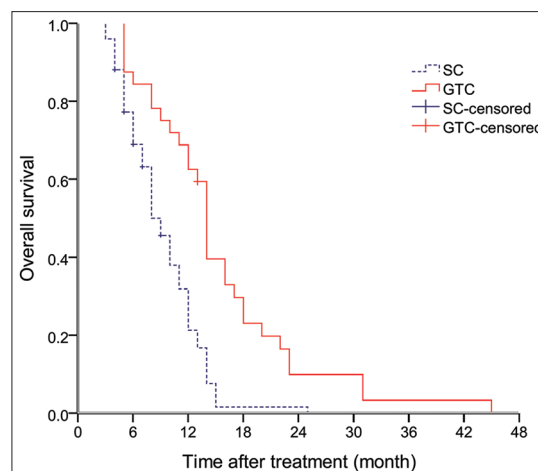 Overall survival
1.0
0.8
0.6
0.4
0.2
0.0
SC
GTC
SC-censored
GTC-censored
0 6 12 18 24 30 36 42 48
Time after treatment (month)